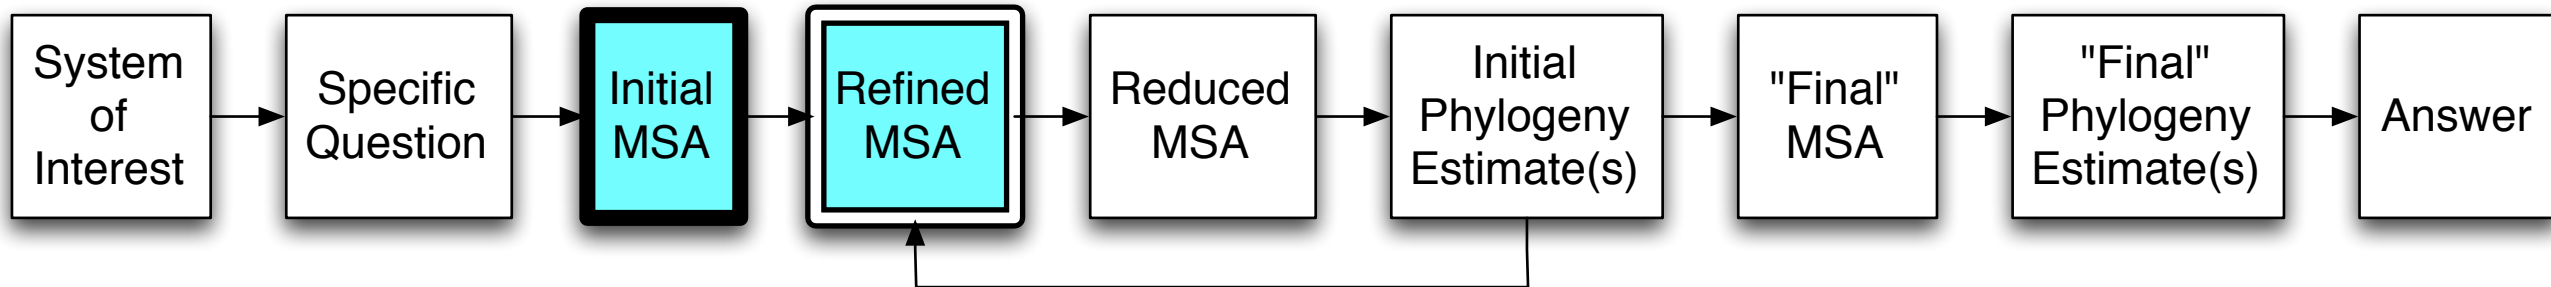 System
of
Interest
Specific
Question
Initial
MSA
Refined
MSA
Reduced
MSA
Initial
Phylogeny
Estimate(s)
"Final"
MSA
"Final"
Phylogeny
Estimate(s)
Answer